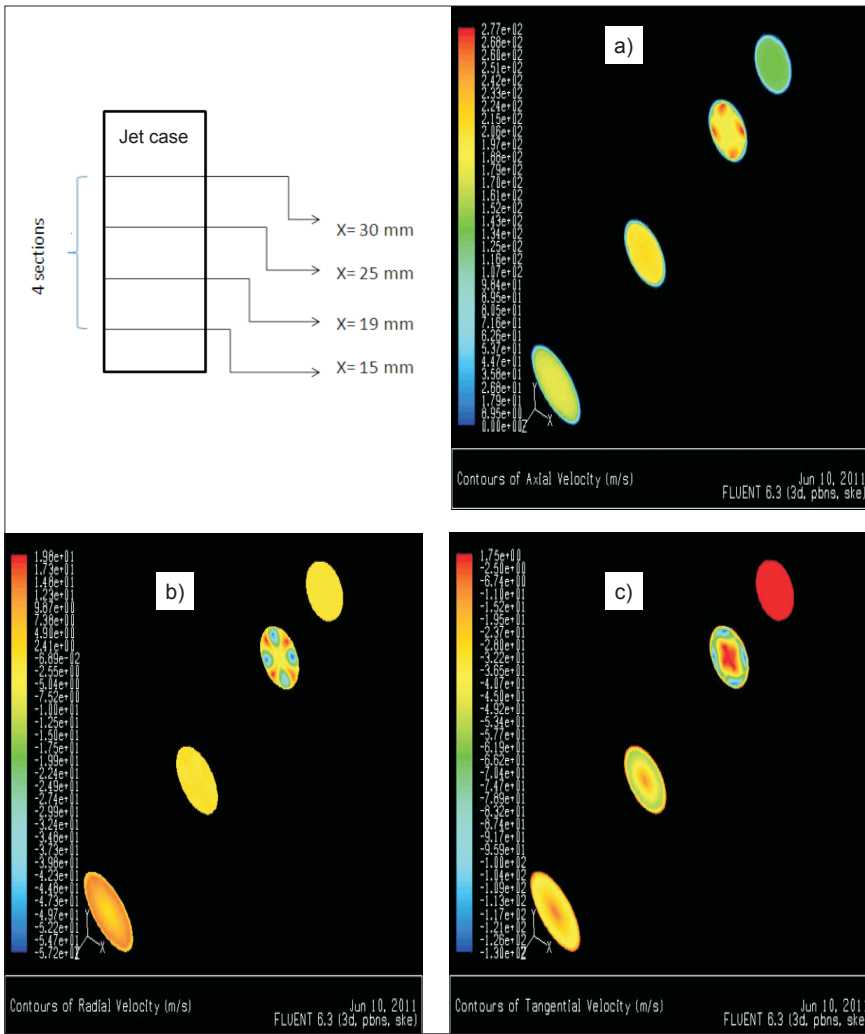 Jet case
4 sections
X= 30 mm
X= 25 mm
X= 19 mm
X= 15 mm
a)
2.77e+02
2.68e+02
2.60e+02
2.51e+02
2.42e+02
2.33e+02
2.24e+02
2.15e+02
2.06e+02
1.97e+02
1.88e+02
1.79e+02
1.70e+02
1.61e+02
1.52e+02
1.43e+02
1.34e+02
1.25e+02
1.16e+02
1.07e+02
9.84e+01
8.95e+01
8.05e+01
7.16e+01
6.26e+01
5.37e+01
4.47e+01
3.58e+01
2.68e+01
1.79e+01
8.95e+00
0.00e+00
Y
Z
X
Contours of Axial Velocity (m/s)
Jun 10, 2011
FLUENT 6.3 (3d, pbns, ske)
b)
1.98e+01
1.73e+01
1.48e+01
1.23e+01
9.87e+00
7.38e+00
4.90e+00
2.41e+00
-6.89e-02
-2.55e+00
-5.04e+00
-7.52e+00
-1.00e+01
-1.25e+01
-1.50e+01
-1.75e+01
-1.99e+01
-2.24e+01
-2.49e+01
-2.74e+01
-2.99e+01
-3.24e+01
-3.48e+01
-3.73e+01
-3.98e+01
-4.23e+01
-4.48e+01
-4.73e+01
-4.97e+01
-5.22e+01
-5.47e+01
-5.72e+01
Y
Z
X
Contours of Radial Velocity (m/s)
Jun 10, 2011
FLUENT 6.3 (3d, pbns, ske)
c)
1.75e+00
-2.50e+00
-6.74e+00
-1.10e+01
-1.52e+01
-1.95e+01
-2.37e+01
-2.80e+01
-3.22e+01
-3.65e+01
-4.07e+01
-4.50e+01
-4.92e+01
-5.34e+01
-5.77e+01
-6.19e+01
-6.62e+01
-7.04e+01
-7.47e+01
-7.89e+01
-8.32e+01
-8.74e+01
-9.17e+01
-9.59e+01
-1.00e+02
-1.04e+02
-1.09e+02
-1.13e+02
-1.17e+02
-1.21e+02
-1.26e+02
-1.30e+02
Y
Z
X
Contours of Tangential Velocity (m/s)
Jun 10, 2011
FLUENT 6.3 (3d, pbns, ske)